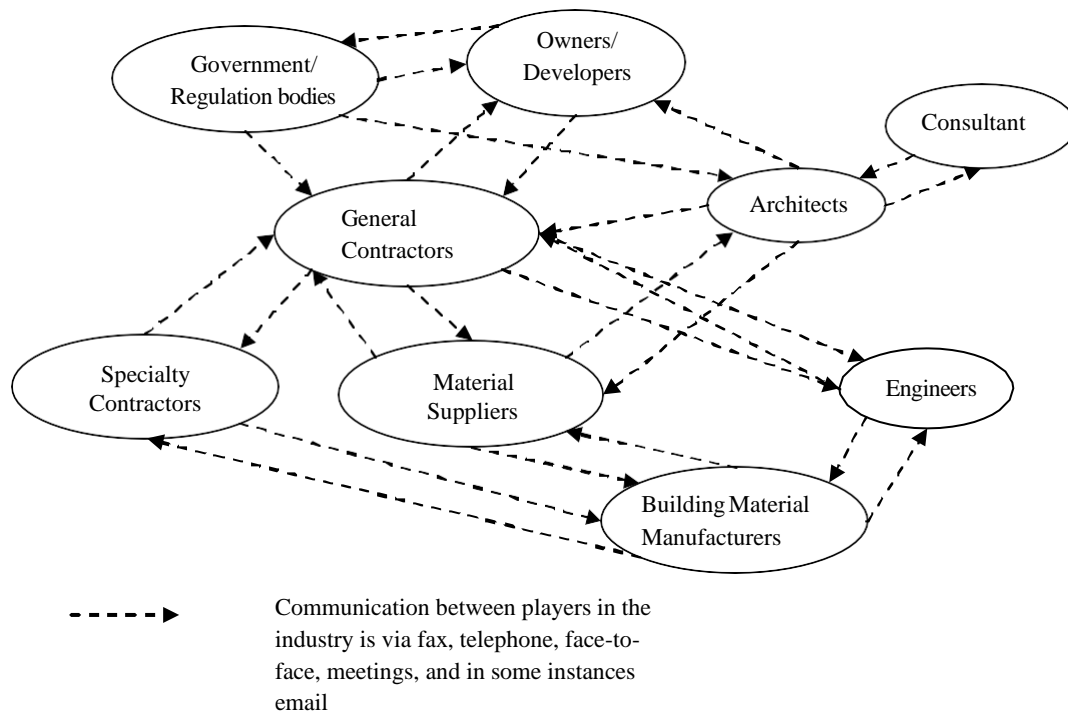 Government/
Regulation bodies
Owners/
Developers
Consultant
General
Contractors
Architects
Specialty
Contractors
Material
Suppliers
Engineers
Building Material
Manufacturers
Communication between players in the
industry is via fax, telephone, face-to-
face, meetings, and in some instances
email